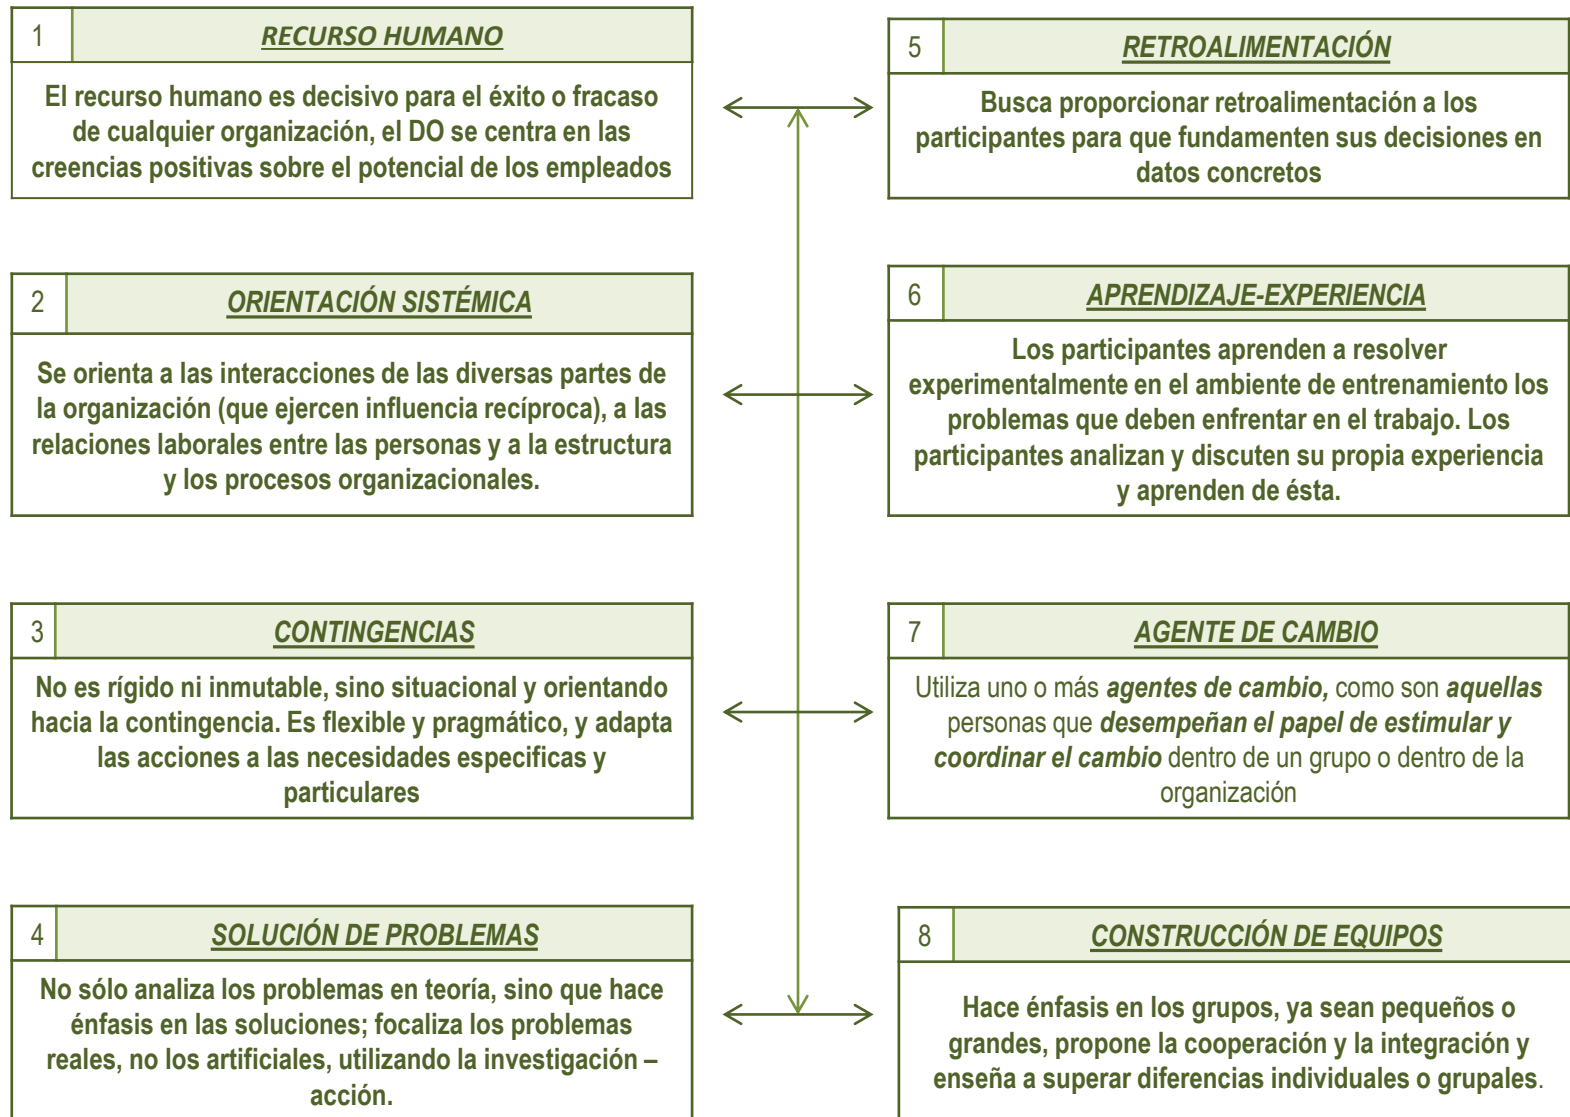 1
RECURSO HUMANO
El recurso humano es decisivo para el éxito o fracaso
de cualquier organización, el DO se centra en las
creencias positivas sobre el potencial de los empleados
2
ORIENTACIÓN SISTÉMICA
Se orienta a las interacciones de las diversas partes de
la organización (que ejercen influencia recíproca), a las
relaciones laborales entre las personas y a la estructura
y los procesos organizacionales.
3
CONTINGENCIAS
No es rígido ni inmutable, sino situacional y orientando
hacia la contingencia. Es flexible y pragmático, y adapta
las acciones a las necesidades especificas y
particulares
4
SOLUCIÓN DE PROBLEMAS
No sólo analiza los problemas en teoría, sino que hace
énfasis en las soluciones; focaliza los problemas
reales, no los artificiales, utilizando la investigación –
acción.
5
RETROALIMENTACIÓN
Busca proporcionar retroalimentación a los
participantes para que fundamenten sus decisiones en
datos concretos
6
APRENDIZAJE-EXPERIENCIA
Los participantes aprenden a resolver
experimentalmente en el ambiente de entrenamiento los
problemas que deben enfrentar en el trabajo. Los
participantes analizan y discuten su propia experiencia
y aprenden de ésta.
7
AGENTE DE CAMBIO
Utiliza uno o más agentes de cambio, como son aquellas
personas que desempeñan el papel de estimular y
coordinar el cambio dentro de un grupo o dentro de la
organización
8
CONSTRUCCIÓN DE EQUIPOS
Hace énfasis en los grupos, ya sean pequeños o
grandes, propone la cooperación y la integración y
enseña a superar diferencias individuales o grupales.